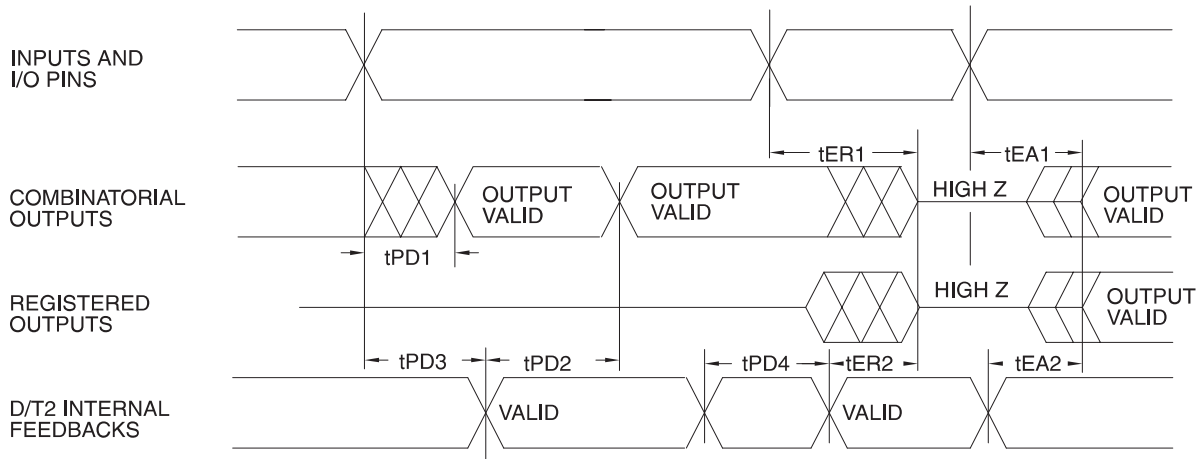 INPUTS AND
I/O PINS
tER1
tEA1
COMBINATORIAL
OUTPUTS
OUTPUT
VALID
OUTPUT
VALID
HIGH Z
OUTPUT
VALID
tPD1
REGISTERED
OUTPUTS
HIGH Z
OUTPUT
VALID
tPD3
tPD2
tPD4
tER2
tEA2
D/T2 INTERNAL
FEEDBACKS
VALID
VALID